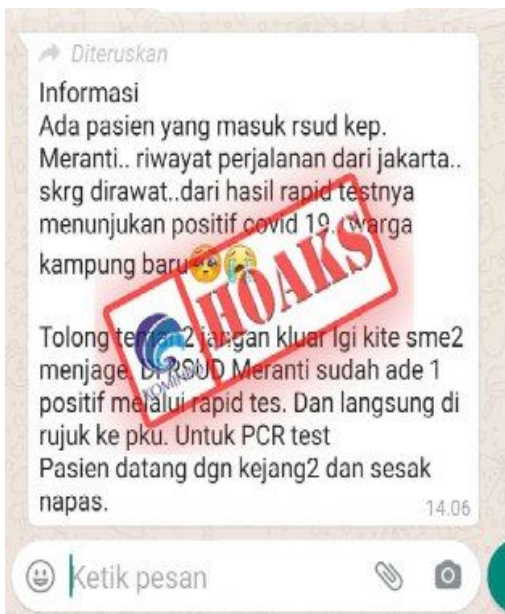 Diteruskan
Informasi
Ada pasien yang masuk rsud kep.
Meranti.. riwayat perjalanan dari jakarta..
skrg dirawat..dari hasil rapid testnya
menunjukan positif covid 19.. warga
kampung baru
HOAKS
KOMINFO
Tolong teman2 jangan kluar lgi kite sme2
menjage. Di RSUD Meranti sudah ade 1
positif melalui rapid tes. Dan langsung di
rujuk ke pku. Untuk PCR test
Pasien datang dgn kejang2 dan sesak
napas.
14.06
Ketik pesan